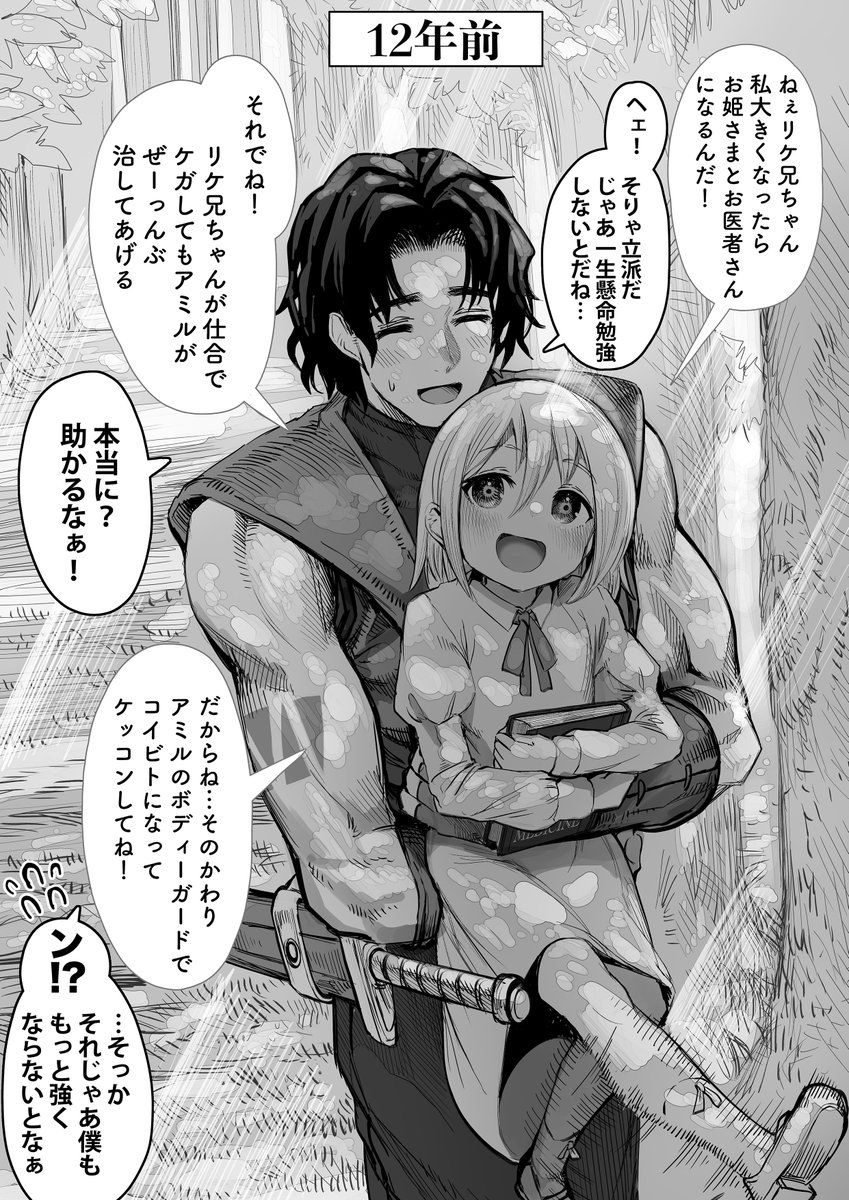 12年前
ねぇリケ兄ちゃん
私大きくなったら
お姫さまとお医者さん
になるんだ！
ヘェ！
そりゃ立派だ
じゃあ一生懸命勉強
しないとだね…
それでね！
リケ兄ちゃんが仕合で
ケガしてもアミルが
ぜーっんぶ
治してあげる
本当に？
助かるなぁ！
だからね…そのかわり
アミルのボディーガードで
コイビトになって
ケッコンしてね！
ン!?
…そっか
それじゃあ僕も
もっと強く
ならないとなぁ
MEDICINE